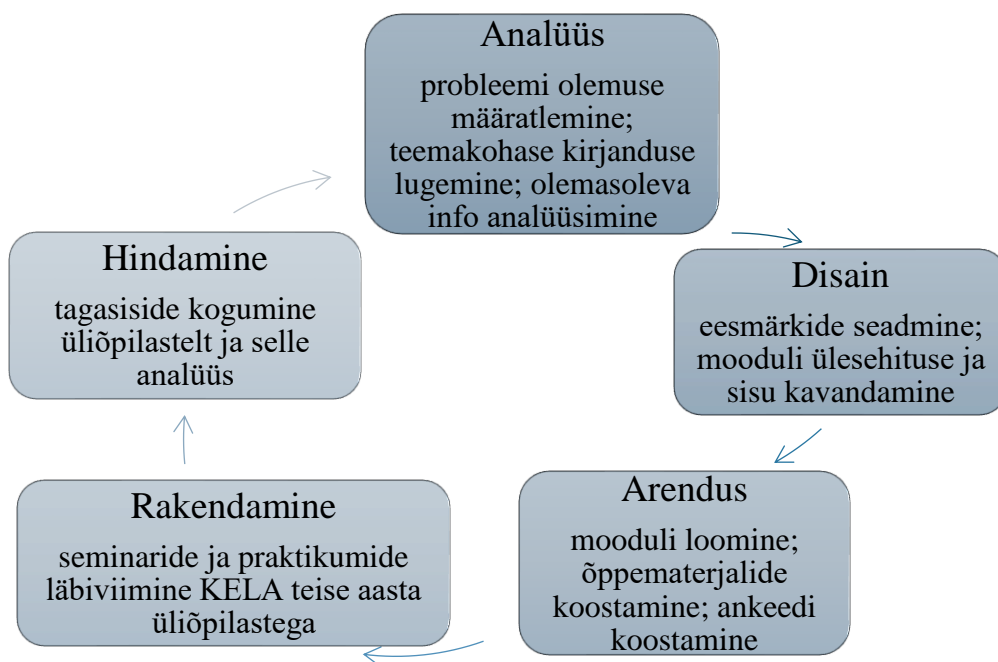 Analüüs
probleemi olemuse
määratlemine;
teemakohase kirjanduse
lugemine; olemasoleva
info analüüsimine
Disain
eesmärkide seadmine;
mooduli ülesehituse ja
sisu kavandamine
Arendus
mooduli loomine;
õppematerjalide
koostamine; ankeedi
koostamine
Rakendamine
seminaride ja praktikumide
läbiviimine KELA teise aasta
üliõpilastega
Hindamine
tagasiside kogumine
üliõpilastelt ja selle
analüüs